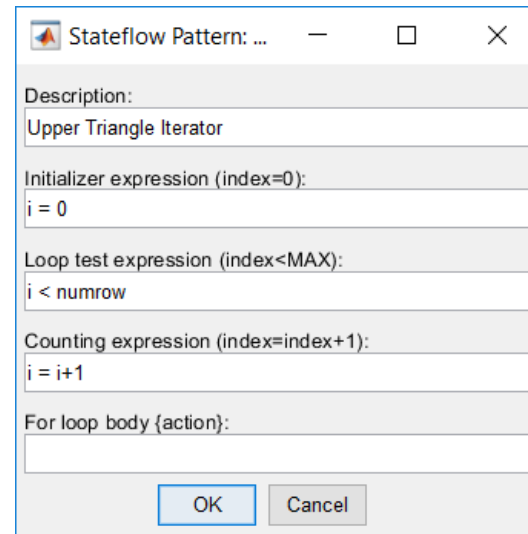 Stateflow Pattern: ...
Description:
Upper Triangle Iterator
Initializer expression (index=0):
i = 0
Loop test expression (index<MAX):
i < numrow
Counting expression (index=index+1):
i = i+1
For loop body {action}:
OK Cancel